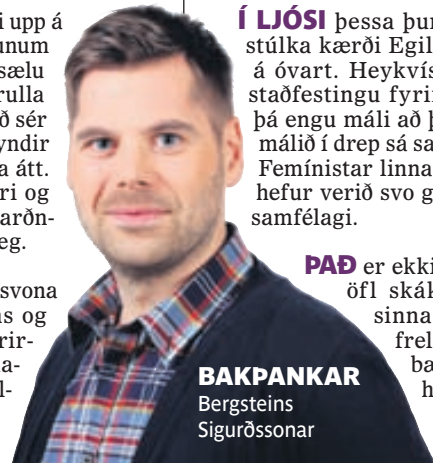 i upp á
unum
sælu
rulla
ð sér
yndir
a átt.
ri og
arðn-
eg.
svona
ns og
rir-
a-
l-
Í LJÓSI þessa þur
stúlka kærði Egil
á óvart. Heykvís
staðfestingu fyrir
þá engu máli að þ
málið í drep sá sa
Femínistar linna
hefur verið svo g
samfélagi.
ÞAÐ er ekki
öfl skák
sinna
frel
ba
h
BAKÞANKAR
Bergsteins
Sigurðssonar